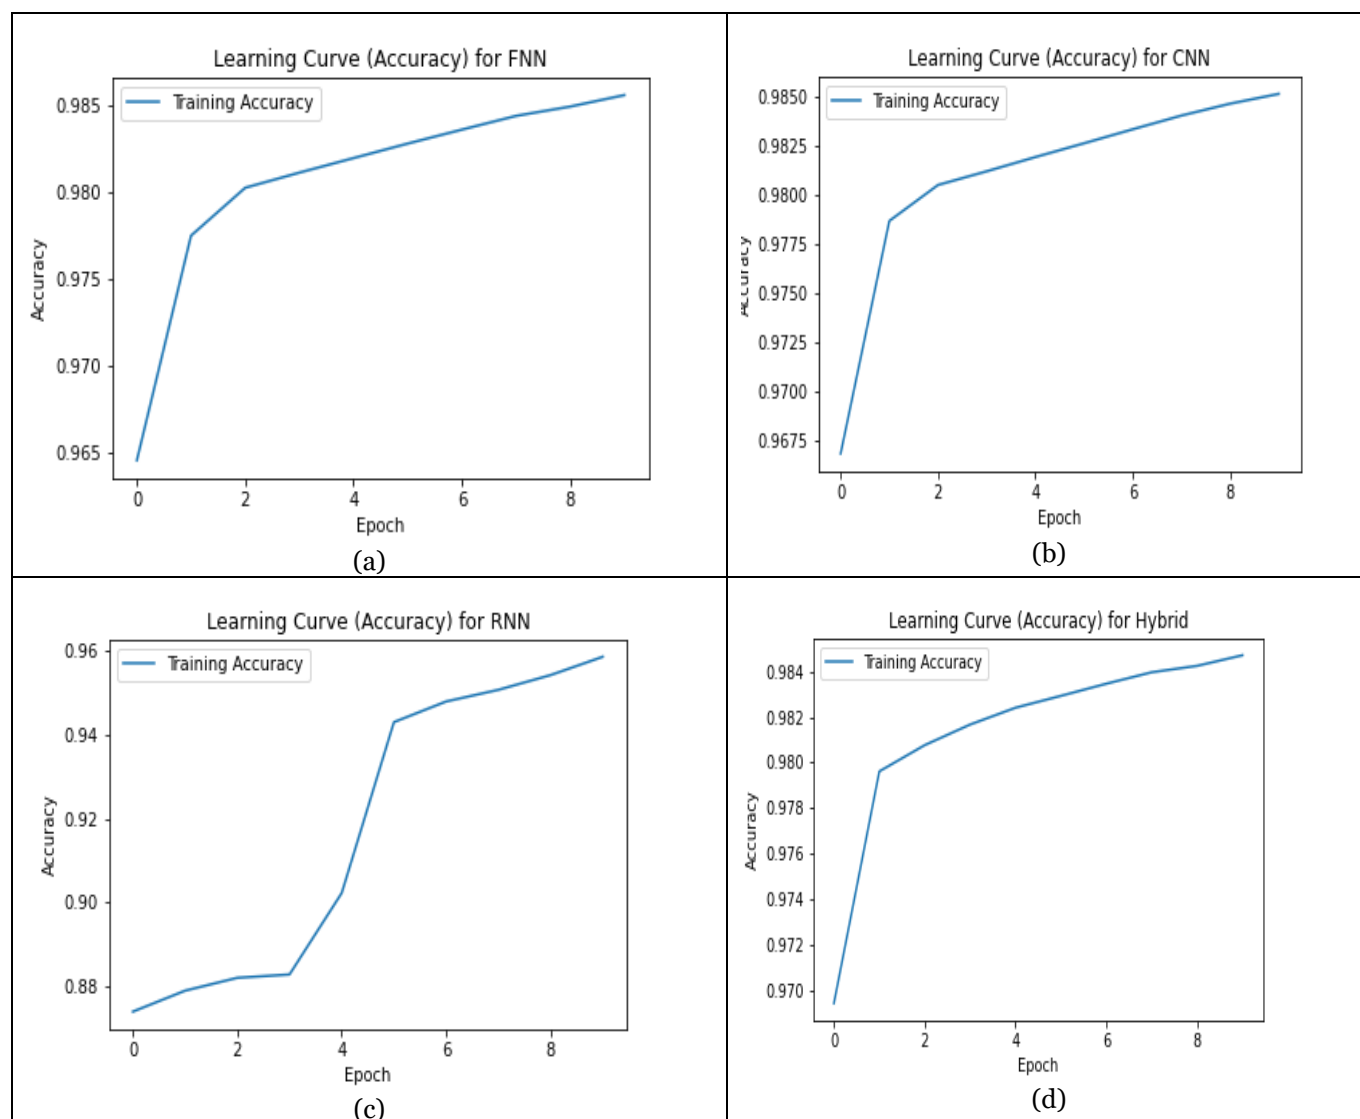 Learning Curve (Accuracy) for FNN
Training Accuracy
0.985
0.980
0.975
0.970
0.965
Accuracy
0 2 4 6 8
Epoch
(a)
Learning Curve (Accuracy) for CNN
Training Accuracy
0.9850
0.9825
0.9800
0.9775
0.9750
0.9725
0.9700
0.9675
Accuracy
0 2 4 6 8
Epoch
(b)
Learning Curve (Accuracy) for RNN
Training Accuracy
0.96
0.94
0.92
0.90
0.88
Accuracy
0 2 4 6 8
Epoch
(c)
Learning Curve (Accuracy) for Hybrid
Training Accuracy
0.984
0.982
0.980
0.978
0.976
0.974
0.972
0.970
Accuracy
0 2 4 6 8
Epoch
(d)